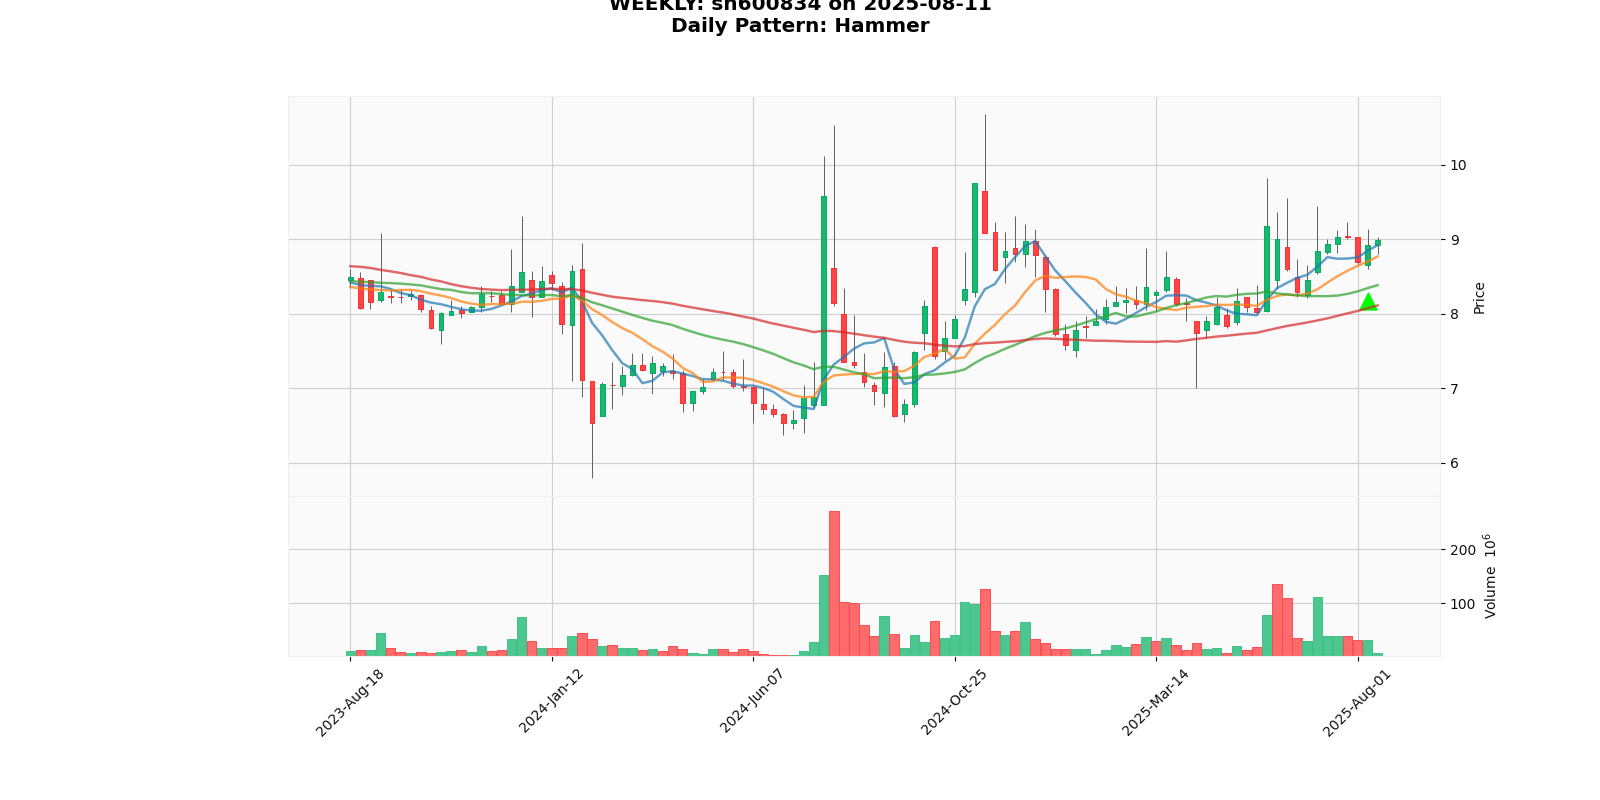 WEEKLY: sh600834 on 2025-08-11
Daily Pattern: Hammer
10
9
8
7
6
Price
200
100
Volume 10^6
2023-Aug-18
2024-Jan-12
2024-Jun-07
2024-Oct-25
2025-Mar-14
2025-Aug-01